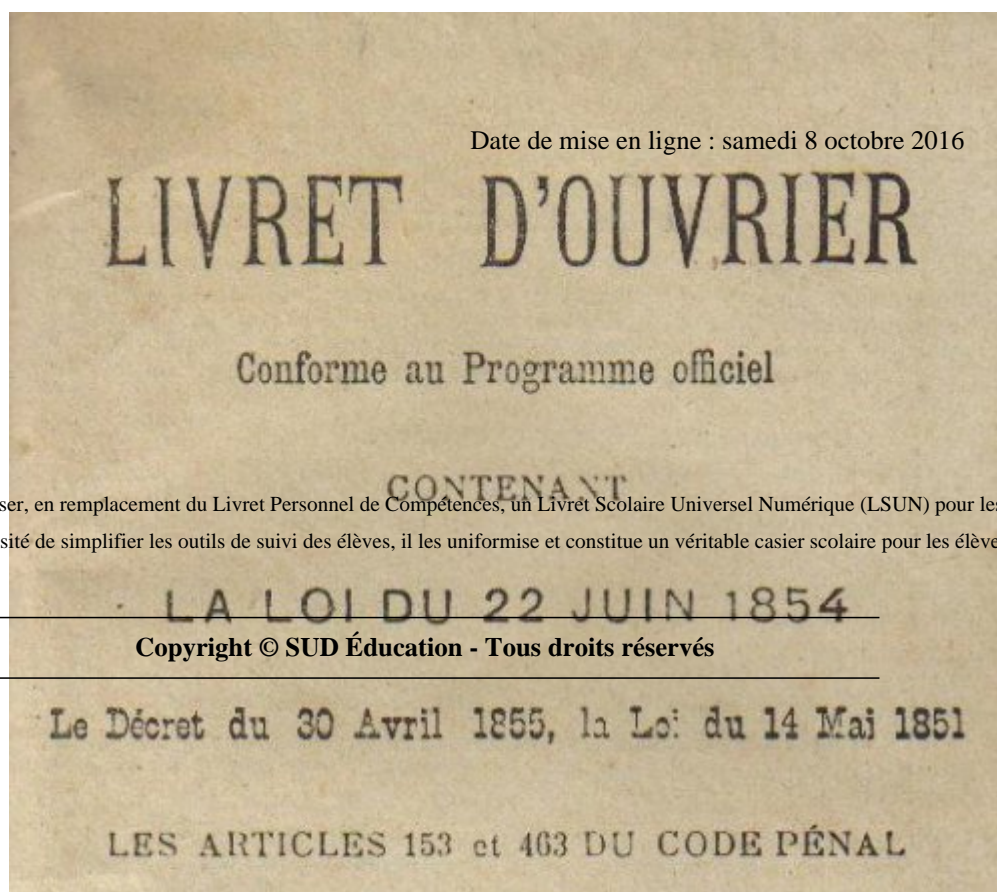 Date de mise en ligne : samedi 8 octobre 2016
LIVRET D'OUVRIER
Conforme au Programme officiel
CONTENANT
ser, en remplacement du Livret Personnel de Compétences, un Livret Scolaire Universel Numérique (LSUN) pour les
sité de simplifier les outils de suivi des élèves, il les uniformise et constitue un véritable casier scolaire pour les élève
LA LOI DU 22 JUIN 1854
Copyright © SUD Éducation - Tous droits réservés
Le Décret du 30 Avril 1855, la Loi du 14 Mai 1851
LES ARTICLES 153 et 463 DU CODE PÉNAL